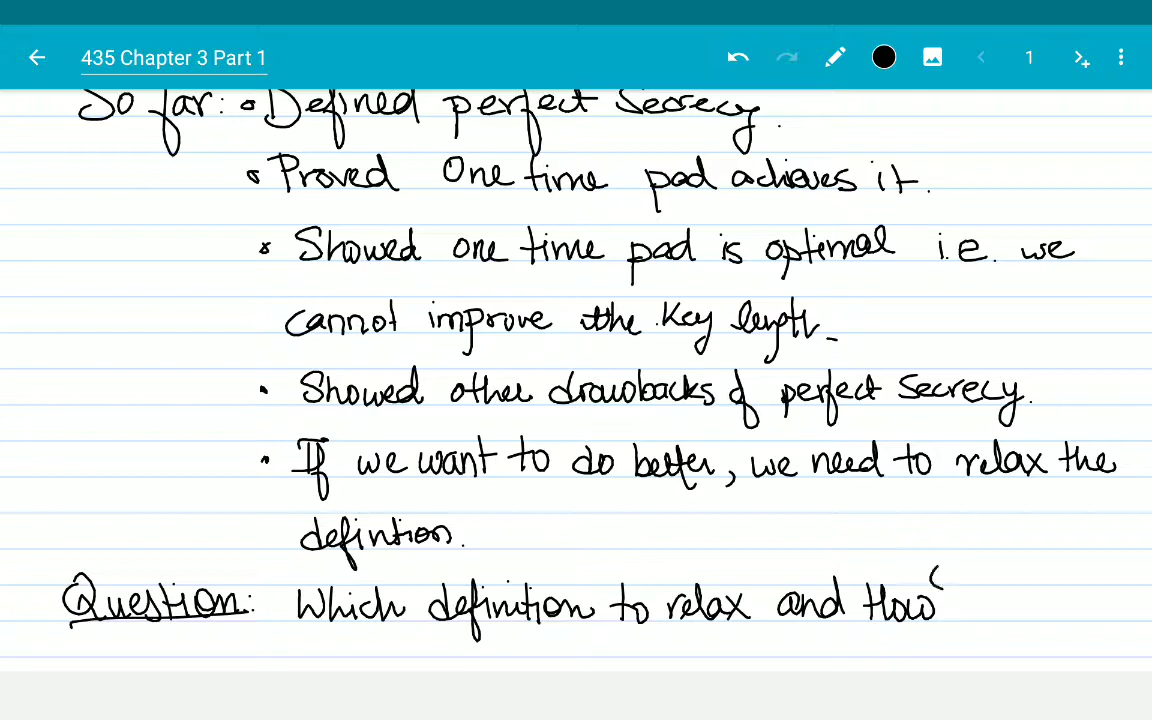 435 Chapter 3 Part 1
1
So far: • Defined perfect Secrecy.
• Proved One time pad achieves it.
• Showed one time pad is optimal i.e. we
cannot improve the Key length.
• Showed other drawbacks of perfect Secrecy.
• If we want to do better, we need to relax the
defintion.
Question: Which definition to relax and How